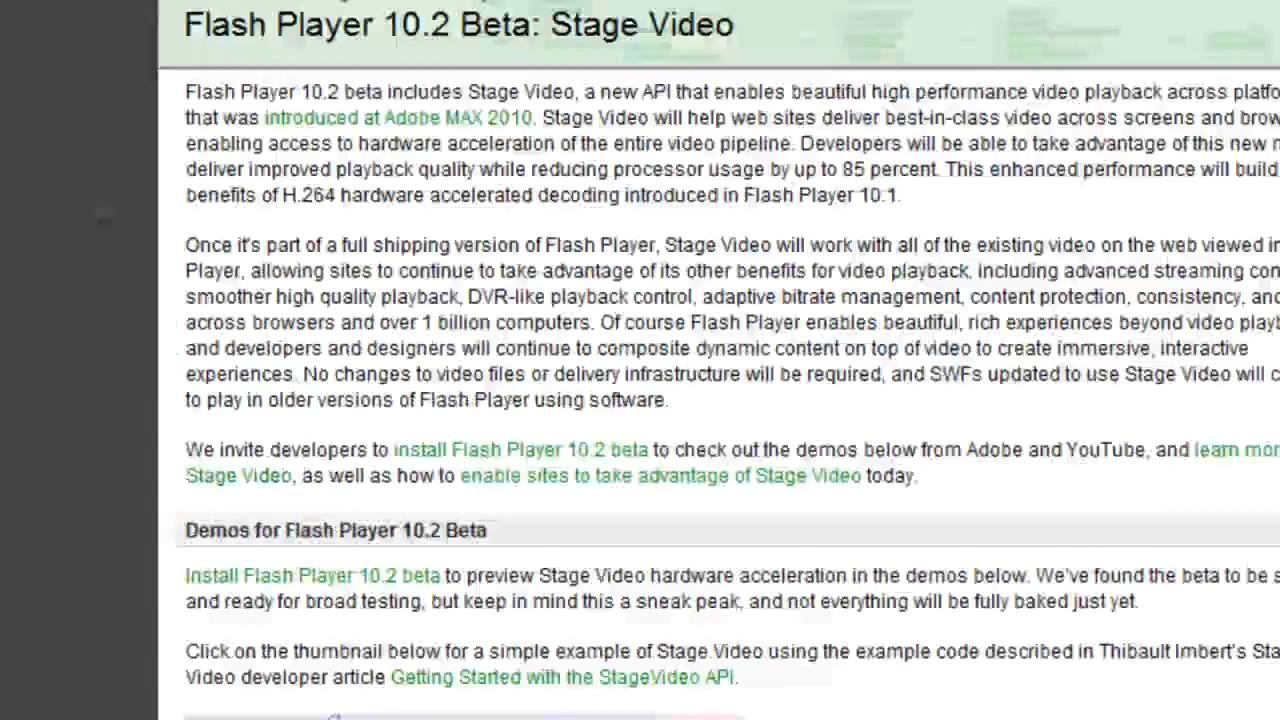 Flash Player 10.2 Beta: Stage Video
Flash Player 10.2 beta includes Stage Video, a new API that enables beautiful high performance video playback across platfo
that was introduced at Adobe MAX 2010. Stage Video will help web sites deliver best-in-class video across screens and brow
enabling access to hardware acceleration of the entire video pipeline. Developers will be able to take advantage of this new
deliver improved playback quality while reducing processor usage by up to 85 percent. This enhanced performance will build
benefits of H.264 hardware accelerated decoding introduced in Flash Player 10.1.
Once it's part of a full shipping version of Flash Player, Stage Video will work with all of the existing video on the web viewed in
Player, allowing sites to continue to take advantage of its other benefits for video playback, including advanced streaming con
smoother high quality playback, DVR-like playback control, adaptive bitrate management, content protection, consistency, and
across browsers and over 1 billion computers. Of course Flash Player enables beautiful, rich experiences beyond video playb
and developers and designers will continue to composite dynamic content on top of video to create immersive, interactive
experiences. No changes to video files or delivery infrastructure will be required, and SWFs updated to use Stage Video will c
to play in older versions of Flash Player using software.
We invite developers to install Flash Player 10.2 beta to check out the demos below from Adobe and YouTube, and learn mor
Stage Video, as well as how to enable sites to take advantage of Stage Video today.
Demos for Flash Player 10.2 Beta
Install Flash Player 10.2 beta to preview Stage Video hardware acceleration in the demos below. We've found the beta to be s
and ready for broad testing, but keep in mind this a sneak peak, and not everything will be fully baked just yet.
Click on the thumbnail below for a simple example of Stage Video using the example code described in Thibault Imbert's Sta
Video developer article Getting Started with the StageVideo API.